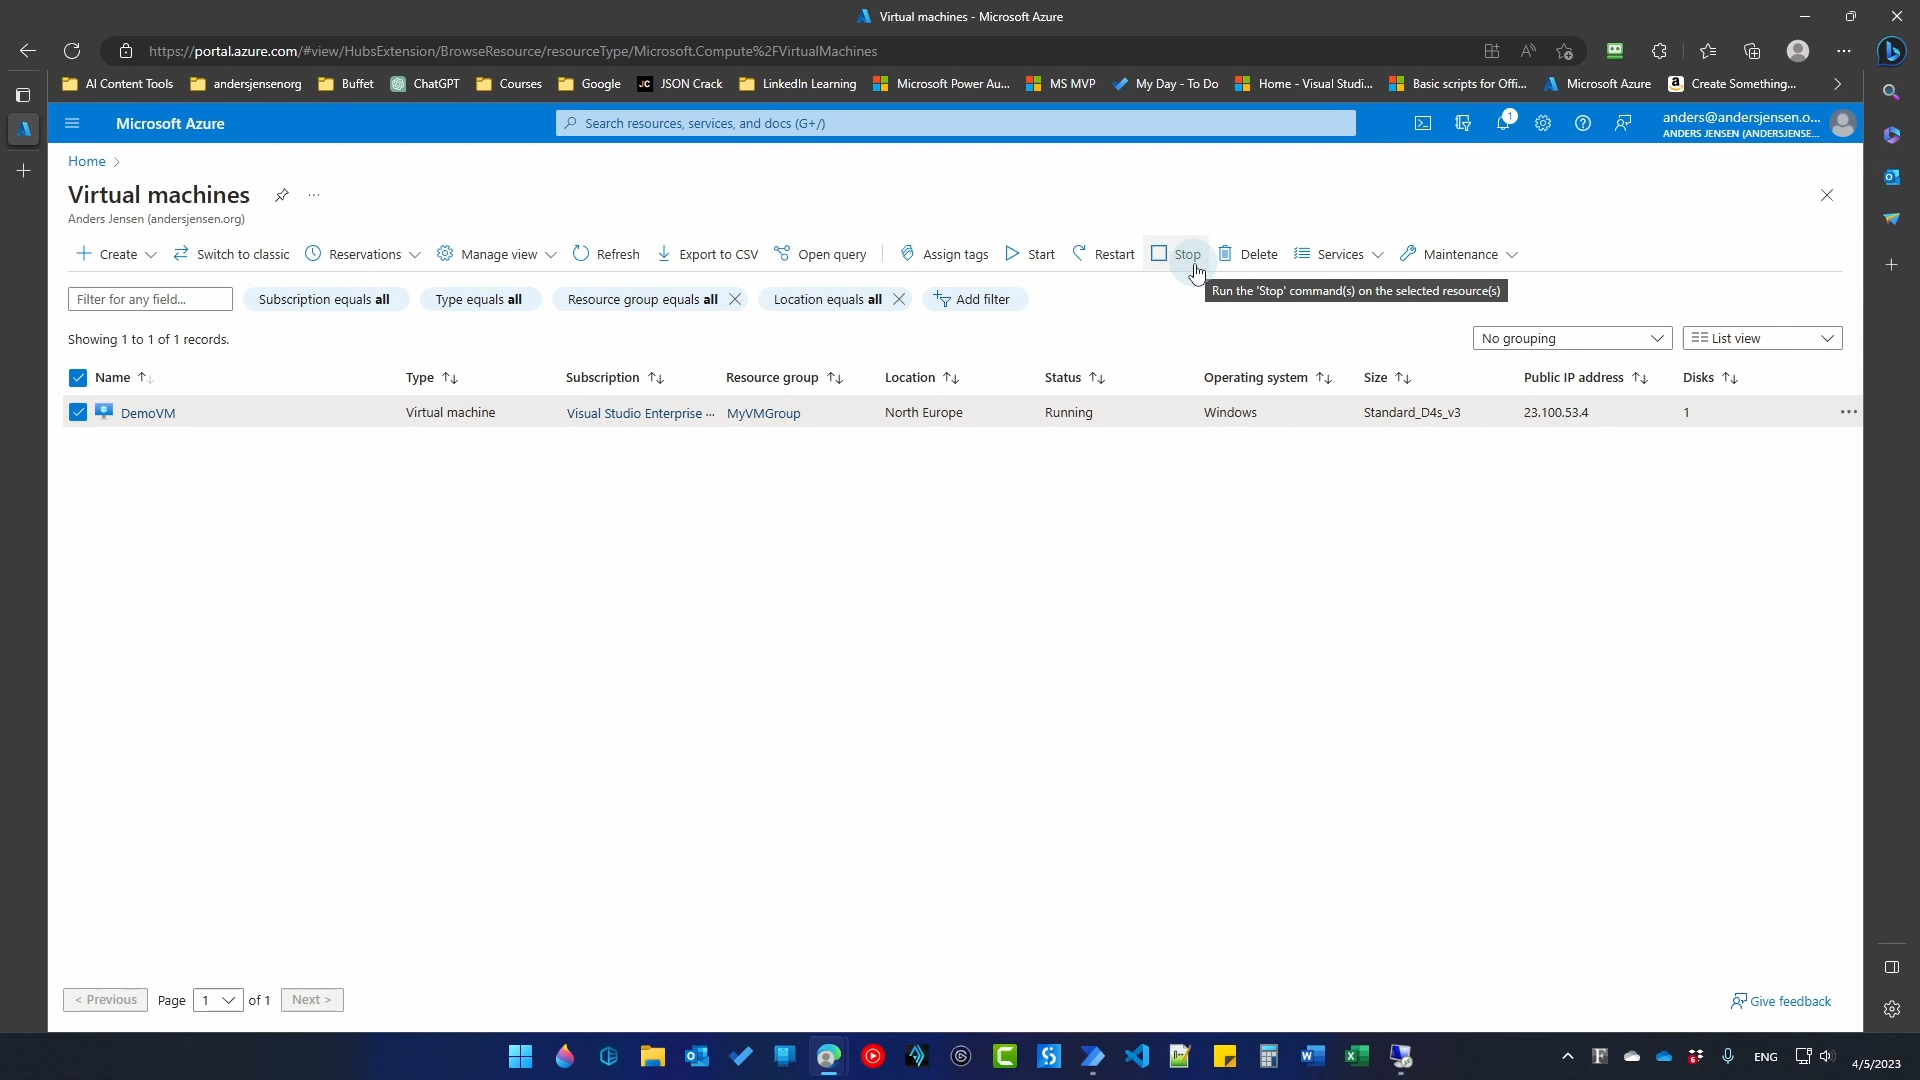 Virtual machines - Microsoft Azure
https://portal.azure.com/#view/HubsExtension/BrowseResource/resourceType/Microsoft.Compute%2FVirtualMachines
AI Content Tools andersjensenorg Buffet ChatGPT Courses Google JC JSON Crack LinkedIn Learning Microsoft Power Au... MS MVP My Day - To Do Home - Visual Studi... Basic scripts for Offi... Microsoft Azure Create Something...
Microsoft Azure
Search resources, services, and docs (G+/)
1
anders@andersjensen.o...
ANDERS JENSEN (ANDERSJENSE...
Home >
Virtual machines
Anders Jensen (andersjensen.org)
Create Switch to classic Reservations Manage view Refresh Export to CSV Open query Assign tags Start Restart Stop Delete Services Maintenance
Run the 'Stop' command(s) on the selected resource(s)
Filter for any field... Subscription equals all Type equals all Resource group equals all Location equals all Add filter
Showing 1 to 1 of 1 records.
No grouping List view
Name Type Subscription Resource group Location Status Operating system Size Public IP address Disks
DemoVM Virtual machine Visual Studio Enterprise ... MyVMGroup North Europe Running Windows Standard_D4s_v3 23.100.53.4 1
< Previous Page 1 of 1 Next >
Give feedback
ENG
4/5/2023